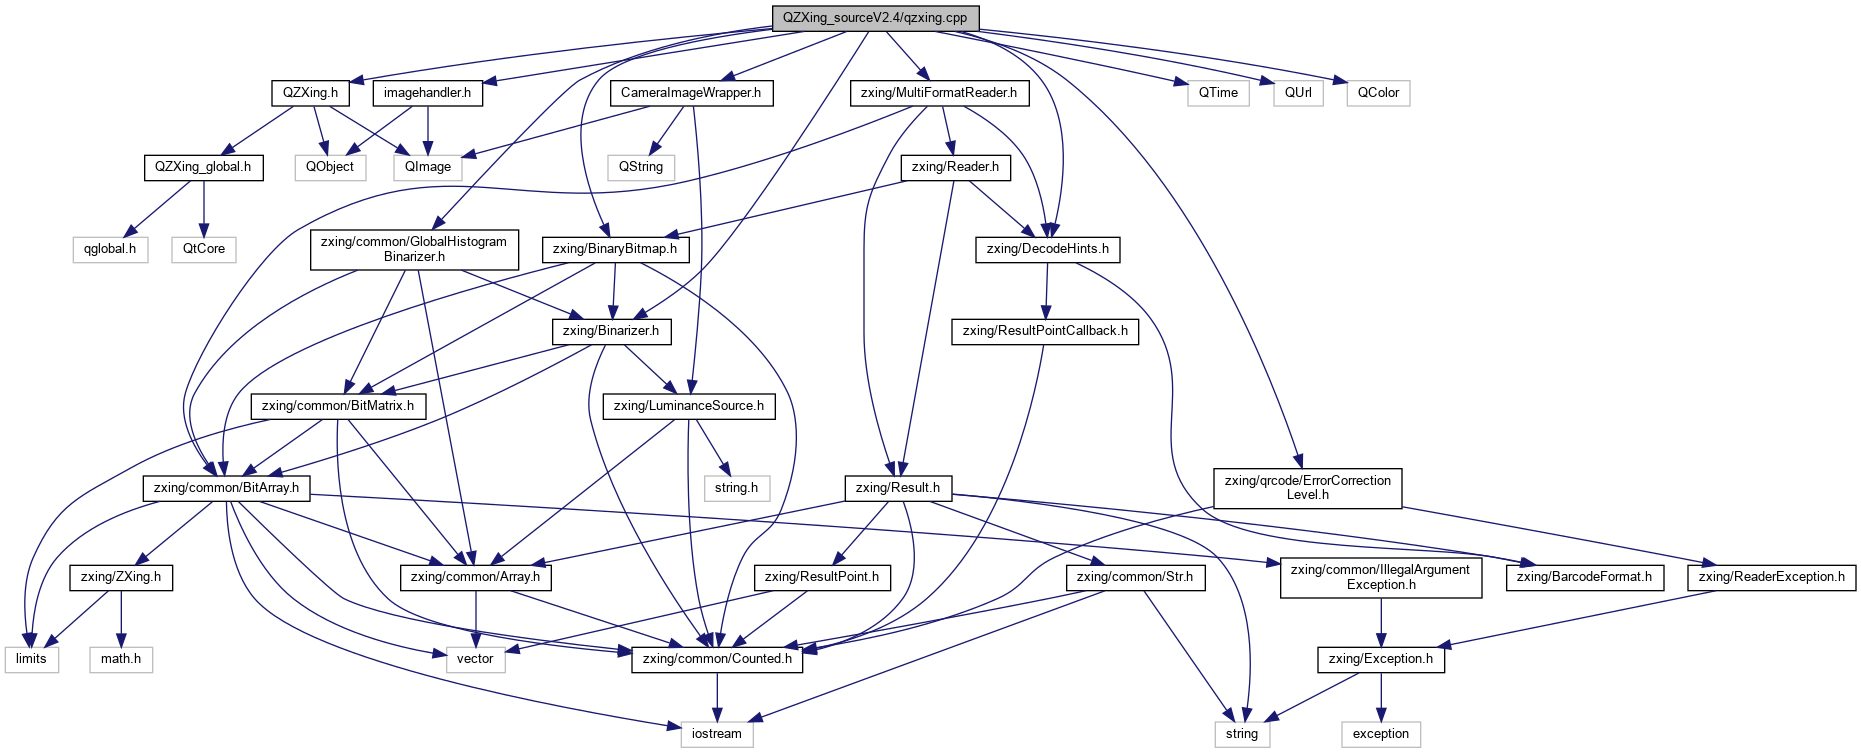 QZXing_sourceV2.4/qzxing.cpp
QZXing.h
imagehandler.h
CameraImageWrapper.h
zxing/MultiFormatReader.h
QTime
QUrl
QColor
QZXing_global.h
QObject
QImage
QString
zxing/Reader.h
qglobal.h
QtCore
zxing/common/GlobalHistogram
Binarizer.h
zxing/BinaryBitmap.h
zxing/DecodeHints.h
zxing/Binarizer.h
zxing/ResultPointCallback.h
zxing/common/BitMatrix.h
zxing/LuminanceSource.h
zxing/common/BitArray.h
string.h
zxing/Result.h
zxing/qrcode/ErrorCorrection
Level.h
zxing/ZXing.h
zxing/common/Array.h
zxing/ResultPoint.h
zxing/common/Str.h
zxing/common/IllegalArgument
Exception.h
zxing/BarcodeFormat.h
zxing/ReaderException.h
limits
math.h
vector
zxing/common/Counted.h
zxing/Exception.h
iostream
string
exception